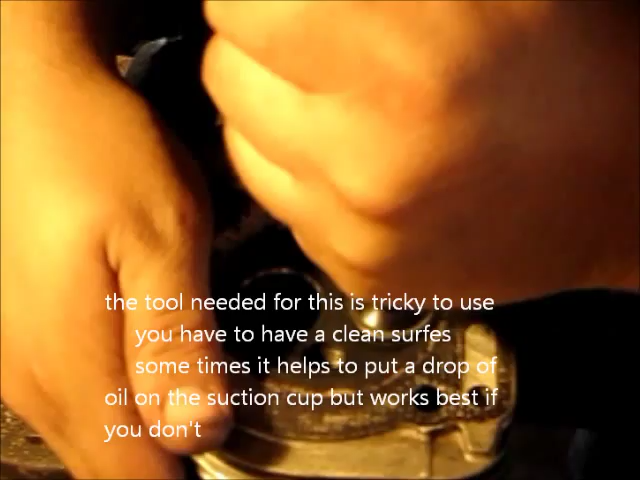 the tool needed for this is tricky to use
you have to have a clean surfes
some times it helps to put a drop of
oil on the suction cup but works best if
you don't